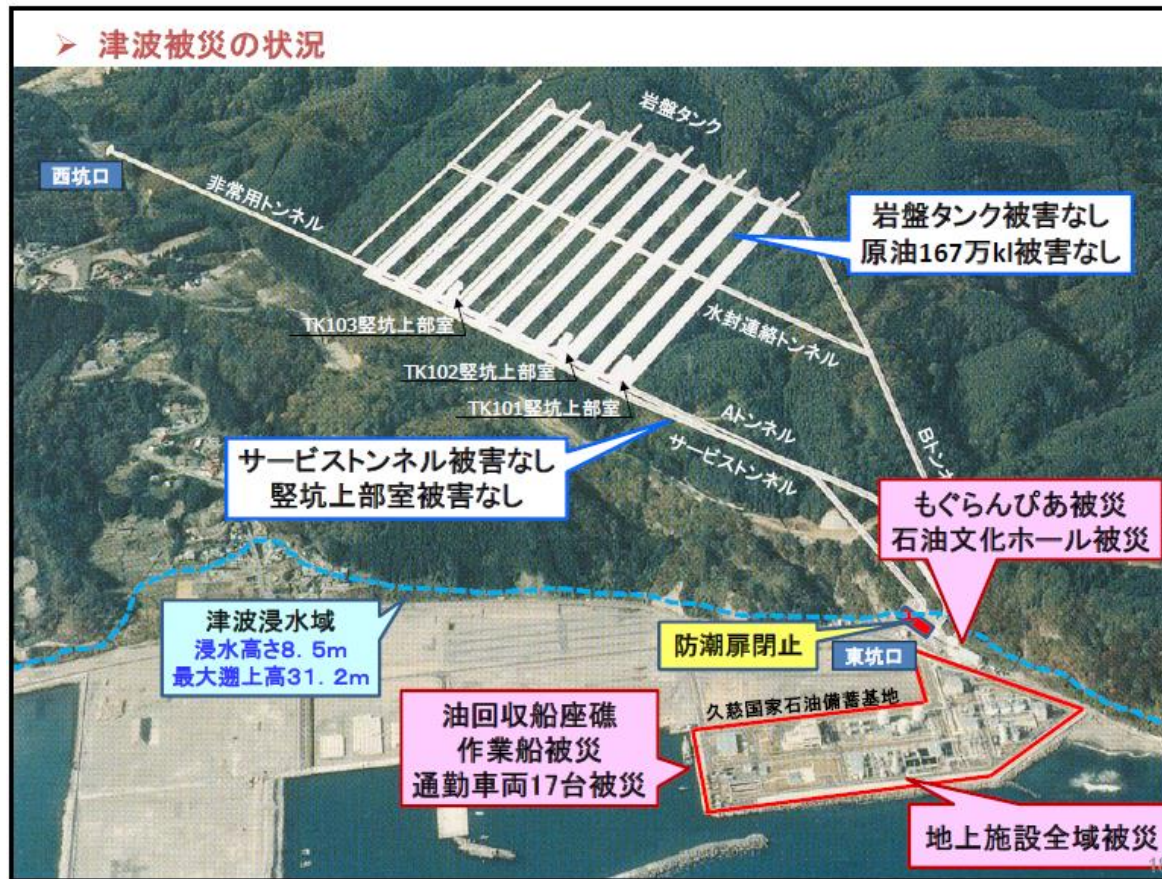 ➢ 津波被災の状況
岩盤タンク
西坑口
非常用トンネル
岩盤タンク被害なし
原油167万kl被害なし
TK103竪坑上部室
水封連絡トンネル
TK102竪坑上部室
TK101竪坑上部室
Aトンネル
サービストンネル
サービストンネル被害なし
竪坑上部室被害なし
Bトンネ
もぐらんぴあ被災
石油文化ホール被災
津波浸水域
浸水高さ8.5m
最大遡上高31.2m
防潮扉閉止
東坑口
久慈国家石油備蓄基地
油回収船座礁
作業船被災
通勤車両17台被災
地上施設全域被災